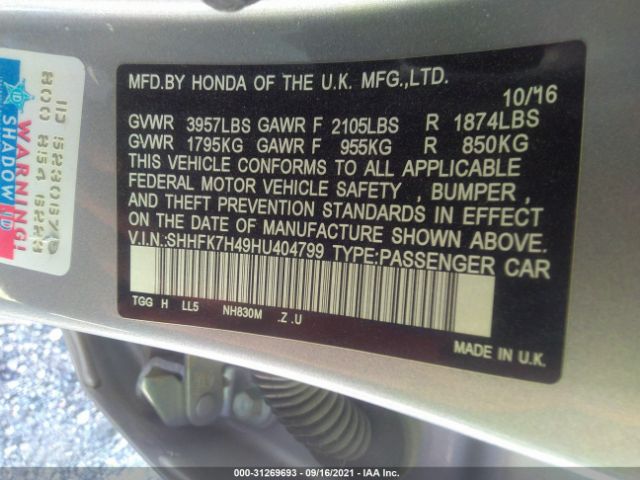 MFD.BY HONDA OF THE U.K. MFG.,LTD.
10/16
GVWR 3957LBS GAWR F 2105LBS R 1874LBS
GVWR 1795KG GAWR F 955KG R 850KG
THIS VEHICLE CONFORMS TO ALL APPLICABLE
FEDERAL MOTOR VEHICLE SAFETY , BUMPER ,
AND THEFT PREVENTION STANDARDS IN EFFECT
ON THE DATE OF MANUFACTURE SHOWN ABOVE.
V.I.N.:SHHFK7H49HU404799 TYPE:PASSENGER CAR
TGG H LL5 NH830M .Z .U
MADE IN U.K.
WARNING!
SHADOW ID
000-31269693 - 09/16/2021 - IAA Inc.